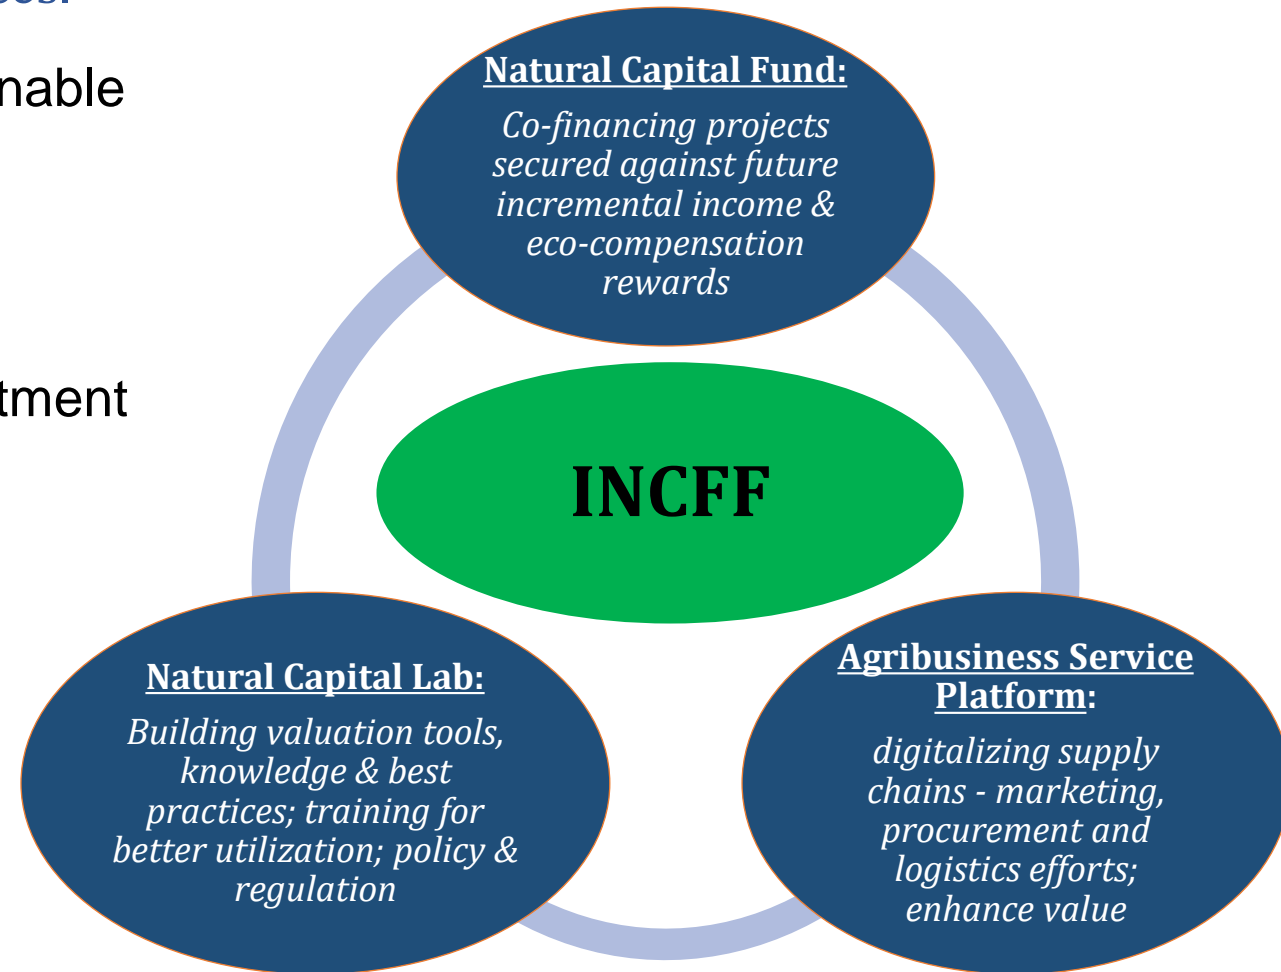 Natural Capital Fund:
Co-financing projects
secured against future
incremental income &
eco-compensation
rewards
INCFF
Natural Capital Lab:
Building valuation tools,
knowledge & best
practices; training for
better utilization; policy &
regulation
Agribusiness Service
Platform:
digitalizing supply
chains - marketing,
procurement and
logistics efforts;
enhance value